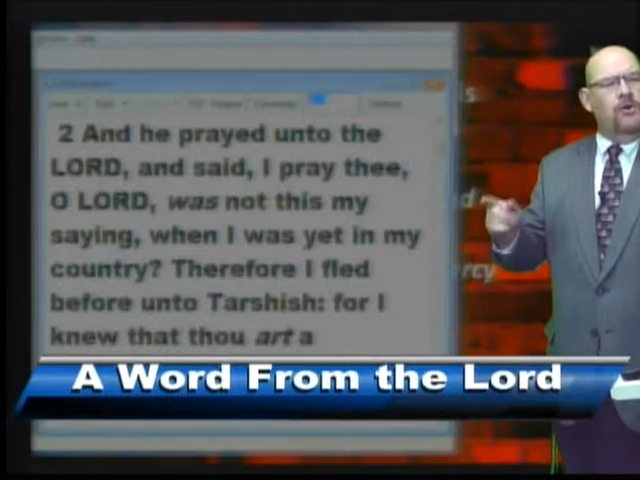 2 And he prayed unto the
LORD, and said, I pray thee,
O LORD, was not this my
saying, when I was yet in my
country? Therefore I fled
before unto Tarshish: for I
knew that thou art a
A Word From the Lord